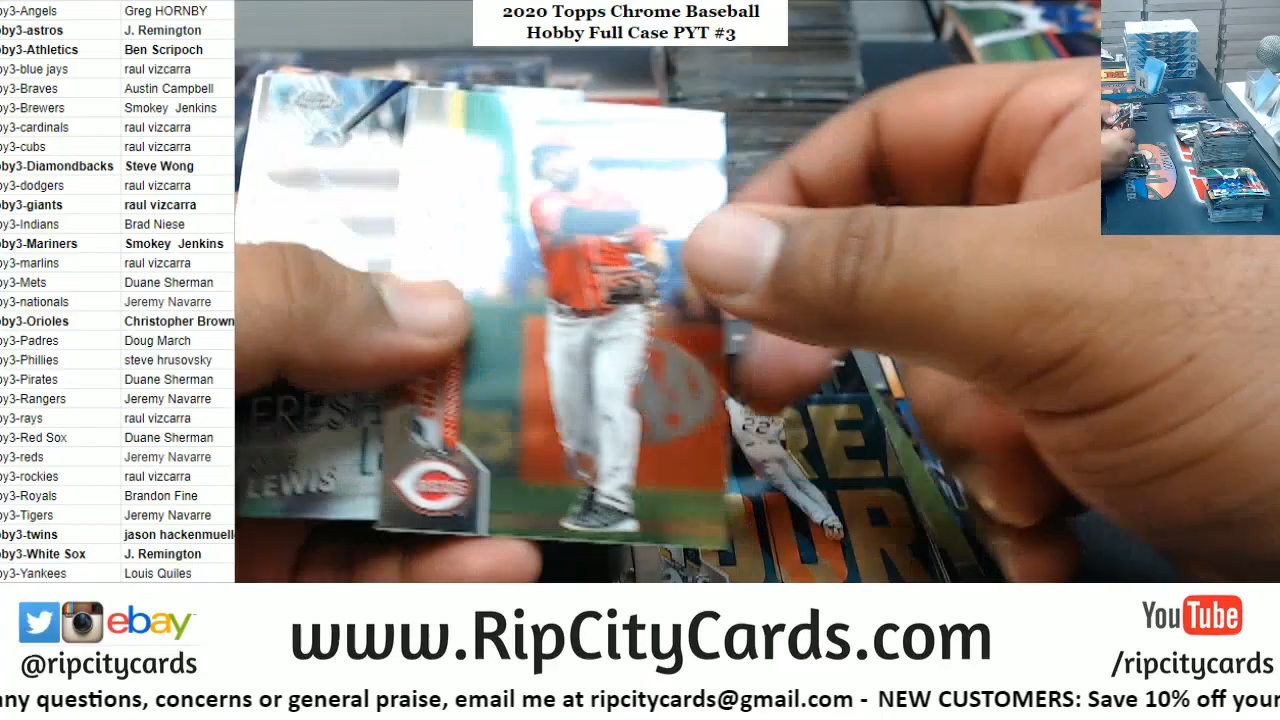 2020 Topps Chrome Baseball
Hobby Full Case PYT #3
by3-Angels Greg HORNBY
by3-astros J. Remington
by3-Athletics Ben Scripoch
by3-blue jays raul vizcarra
by3-Braves Austin Campbell
by3-Brewers Smokey Jenkins
by3-cardinals raul vizcarra
by3-cubs raul vizcarra
by3-Diamondbacks Steve Wong
by3-dodgers raul vizcarra
by3-giants raul vizcarra
by3-Indians Brad Niese
by3-Mariners Smokey Jenkins
by3-marlins raul vizcarra
by3-Mets Duane Sherman
by3-nationals Jeremy Navarre
by3-Orioles Christopher Brown
by3-Padres Doug March
by3-Phillies steve hrusovsky
by3-Pirates Duane Sherman
by3-Rangers Jeremy Navarre
by3-rays raul vizcarra
by3-Red Sox Duane Sherman
by3-reds Jeremy Navarre
by3-rockies raul vizcarra
by3-Royals Brandon Fine
by3-Tigers Jeremy Navarre
by3-twins jason hackenmuell
by3-White Sox J. Remington
by3-Yankees Louis Quiles
LEWIS
REDS
22
ebay
@ripcitycards
www.RipCityCards.com
YouTube
/ripcitycards
any questions, concerns or general praise, email me at ripcitycards@gmail.com - NEW CUSTOMERS: Save 10% off your